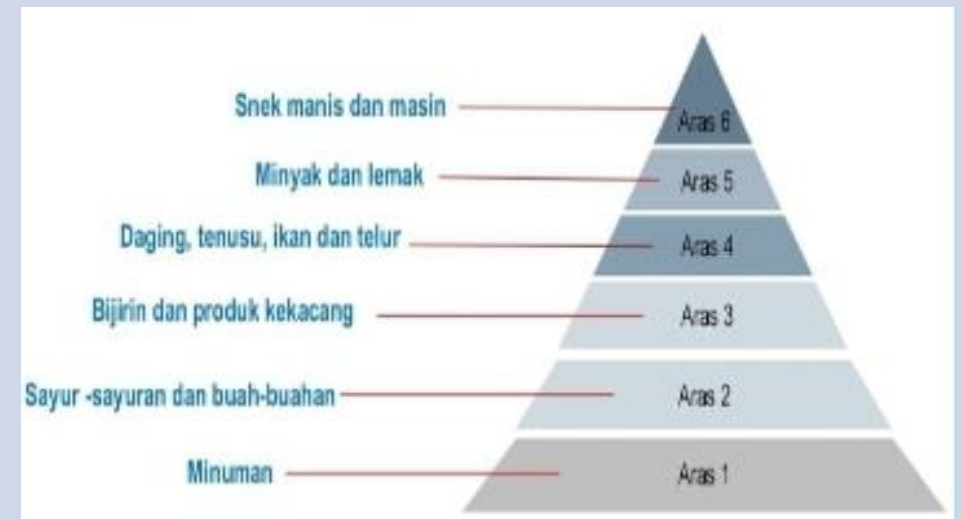 Snek manis dan masin
Aras 6
Minyak dan lemak
Aras 5
Daging, tenusu, ikan dan telur
Aras 4
Bijirin dan produk kekacang
Aras 3
Sayur -sayuran dan buah-buahan
Aras 2
Minuman
Aras 1